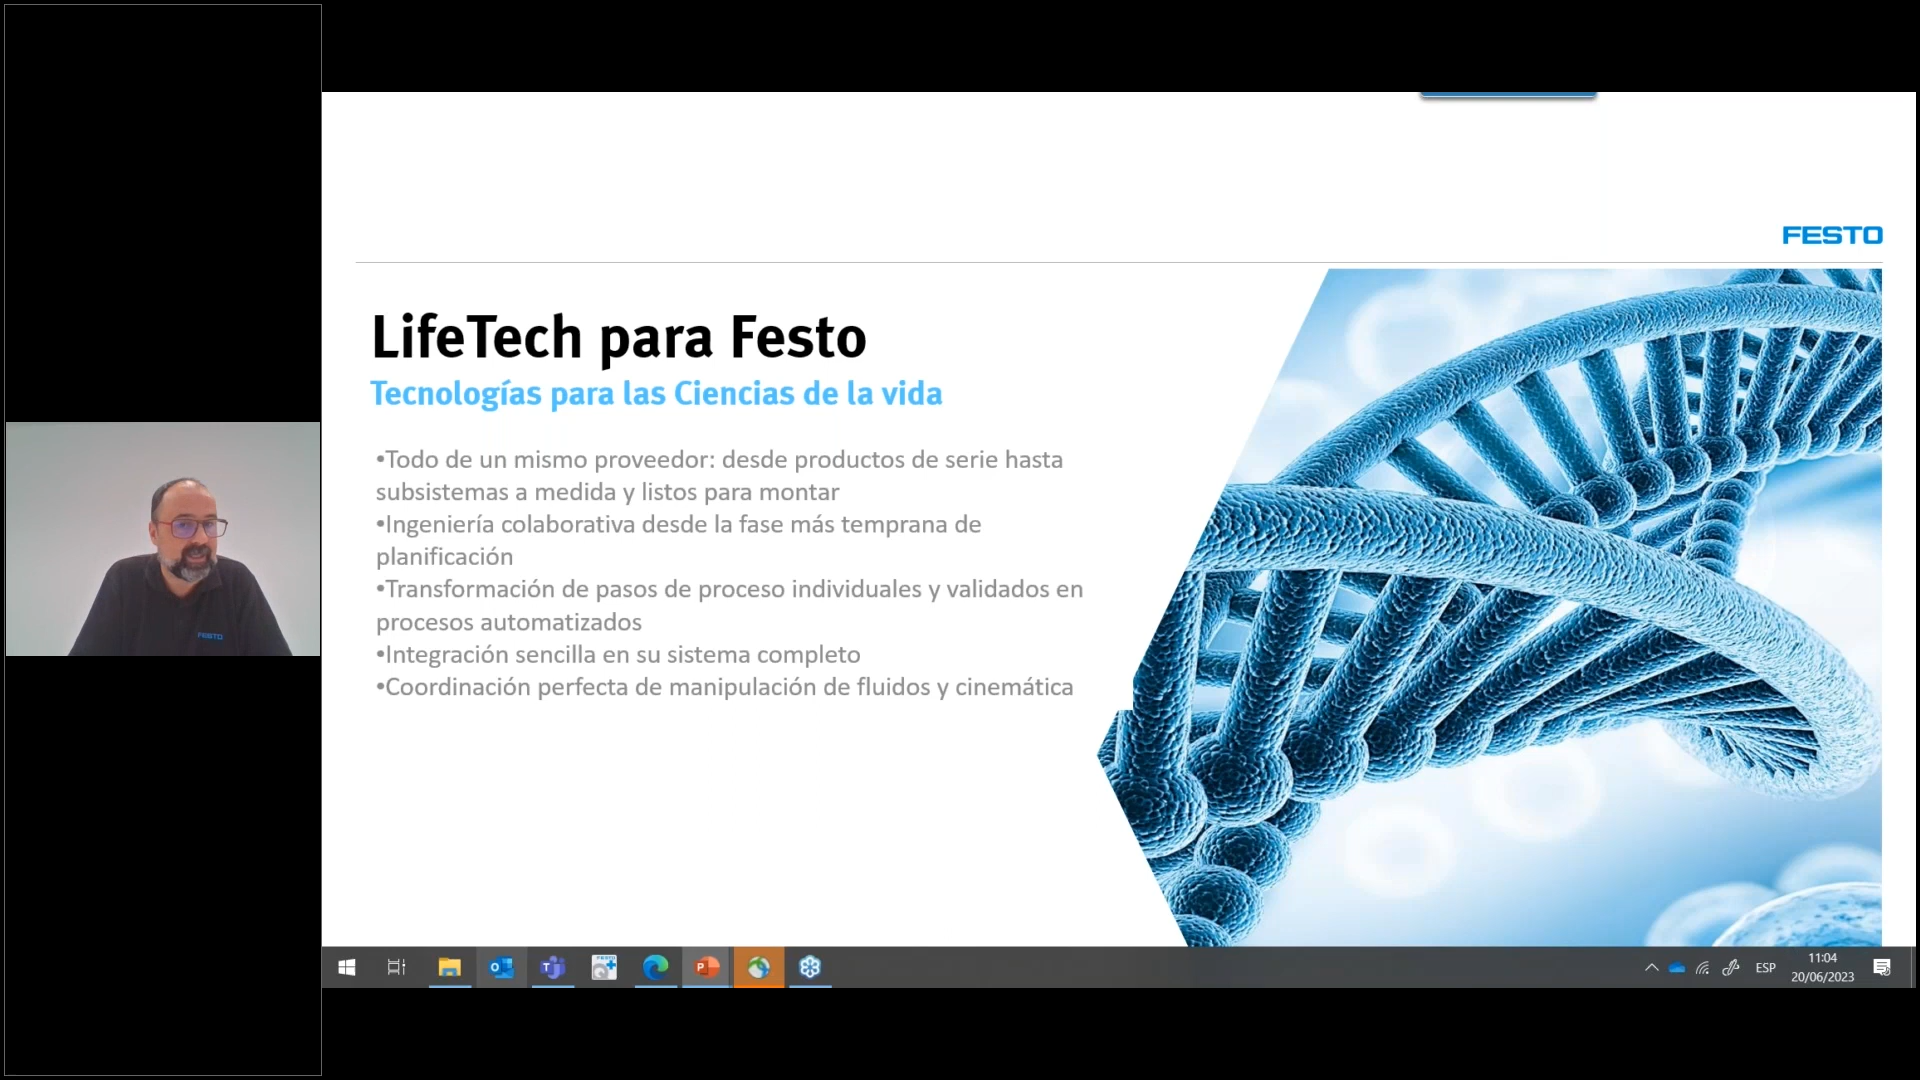 FESTO
LifeTech para Festo
Tecnologías para las Ciencias de la vida
•Todo de un mismo proveedor: desde productos de serie hasta
subsistemas a medida y listos para montar
•Ingeniería colaborativa desde la fase más temprana de
planificación
•Transformación de pasos de proceso individuales y validados en
procesos automatizados
•Integración sencilla en su sistema completo
•Coordinación perfecta de manipulación de fluidos y cinemática
FESTO
ESP
11:04
20/06/2023